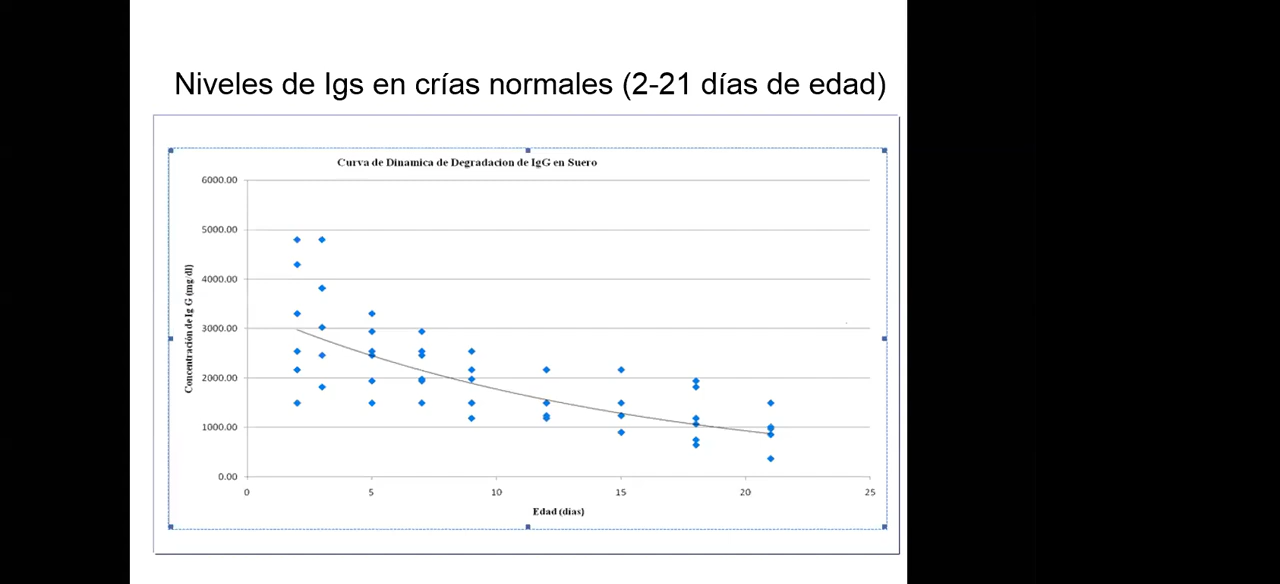 Niveles de Igs en crías normales (2-21 días de edad)
Curva de Dinamica de Degradacion de IgG en Suero
6000.00
5000.00
4000.00
3000.00
2000.00
1000.00
0.00
Concentración de Ig G (mg/dl)
0 5 10 15 20 25
Edad (días)